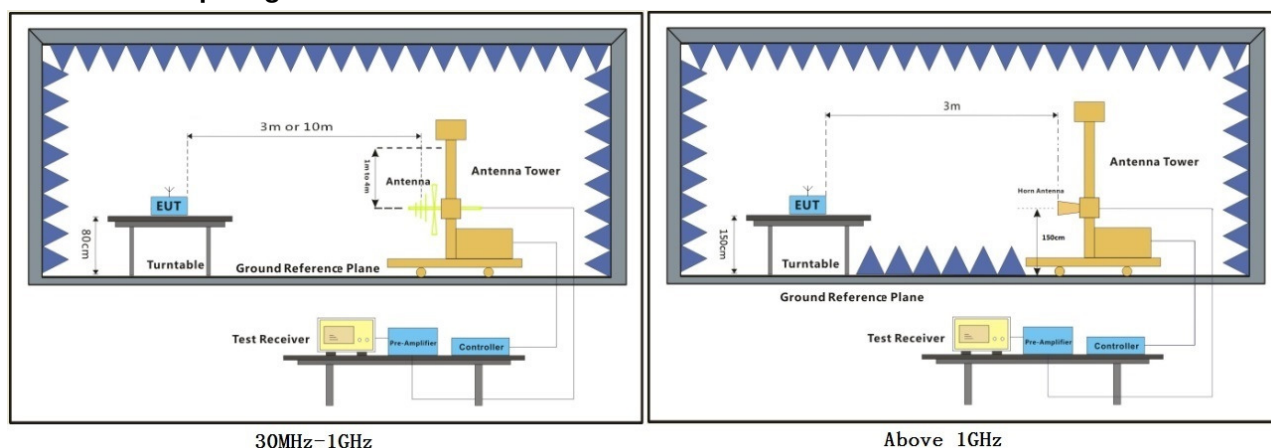 3m or 10m
1m to 4m
Antenna
Antenna Tower
EUT
80cm
Turntable
Ground Reference Plane
Test Receiver
Pre-Amplifier
Controller
30MHz-1GHz
3m
Antenna Tower
Horn Antenna
EUT
150cm
150cm
Turntable
Ground Reference Plane
Test Receiver
Pre-Amplifier
Controller
Above 1GHz